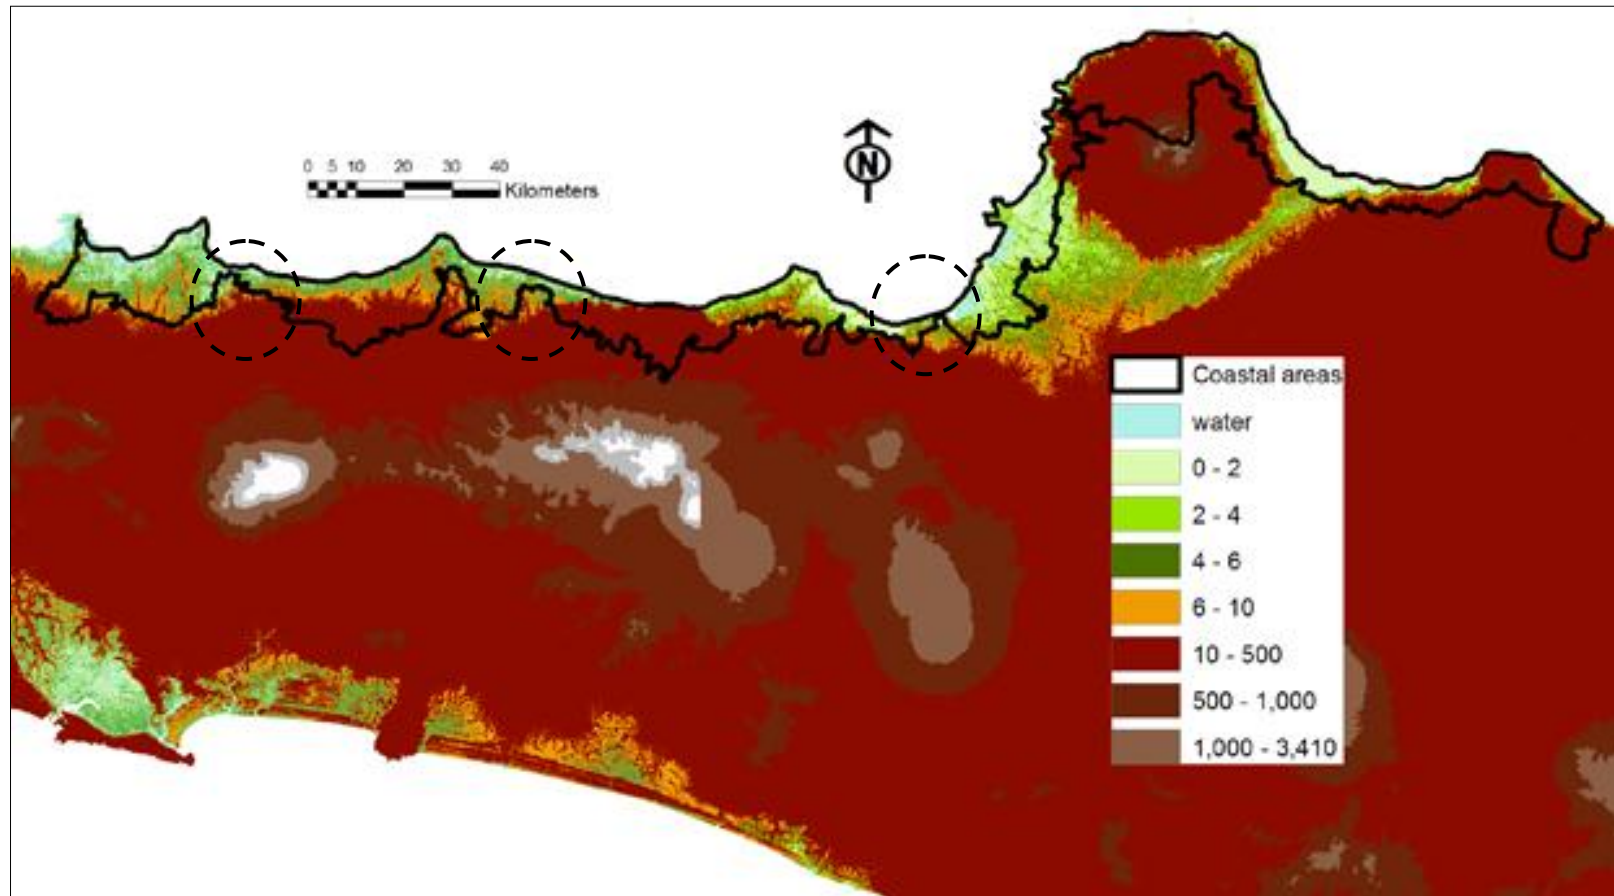 0 5 10 20 30 40
Kilometers
N
Coastal areas
water
0 - 2
2 - 4
4 - 6
6 - 10
10 - 500
500 - 1,000
1,000 - 3,410